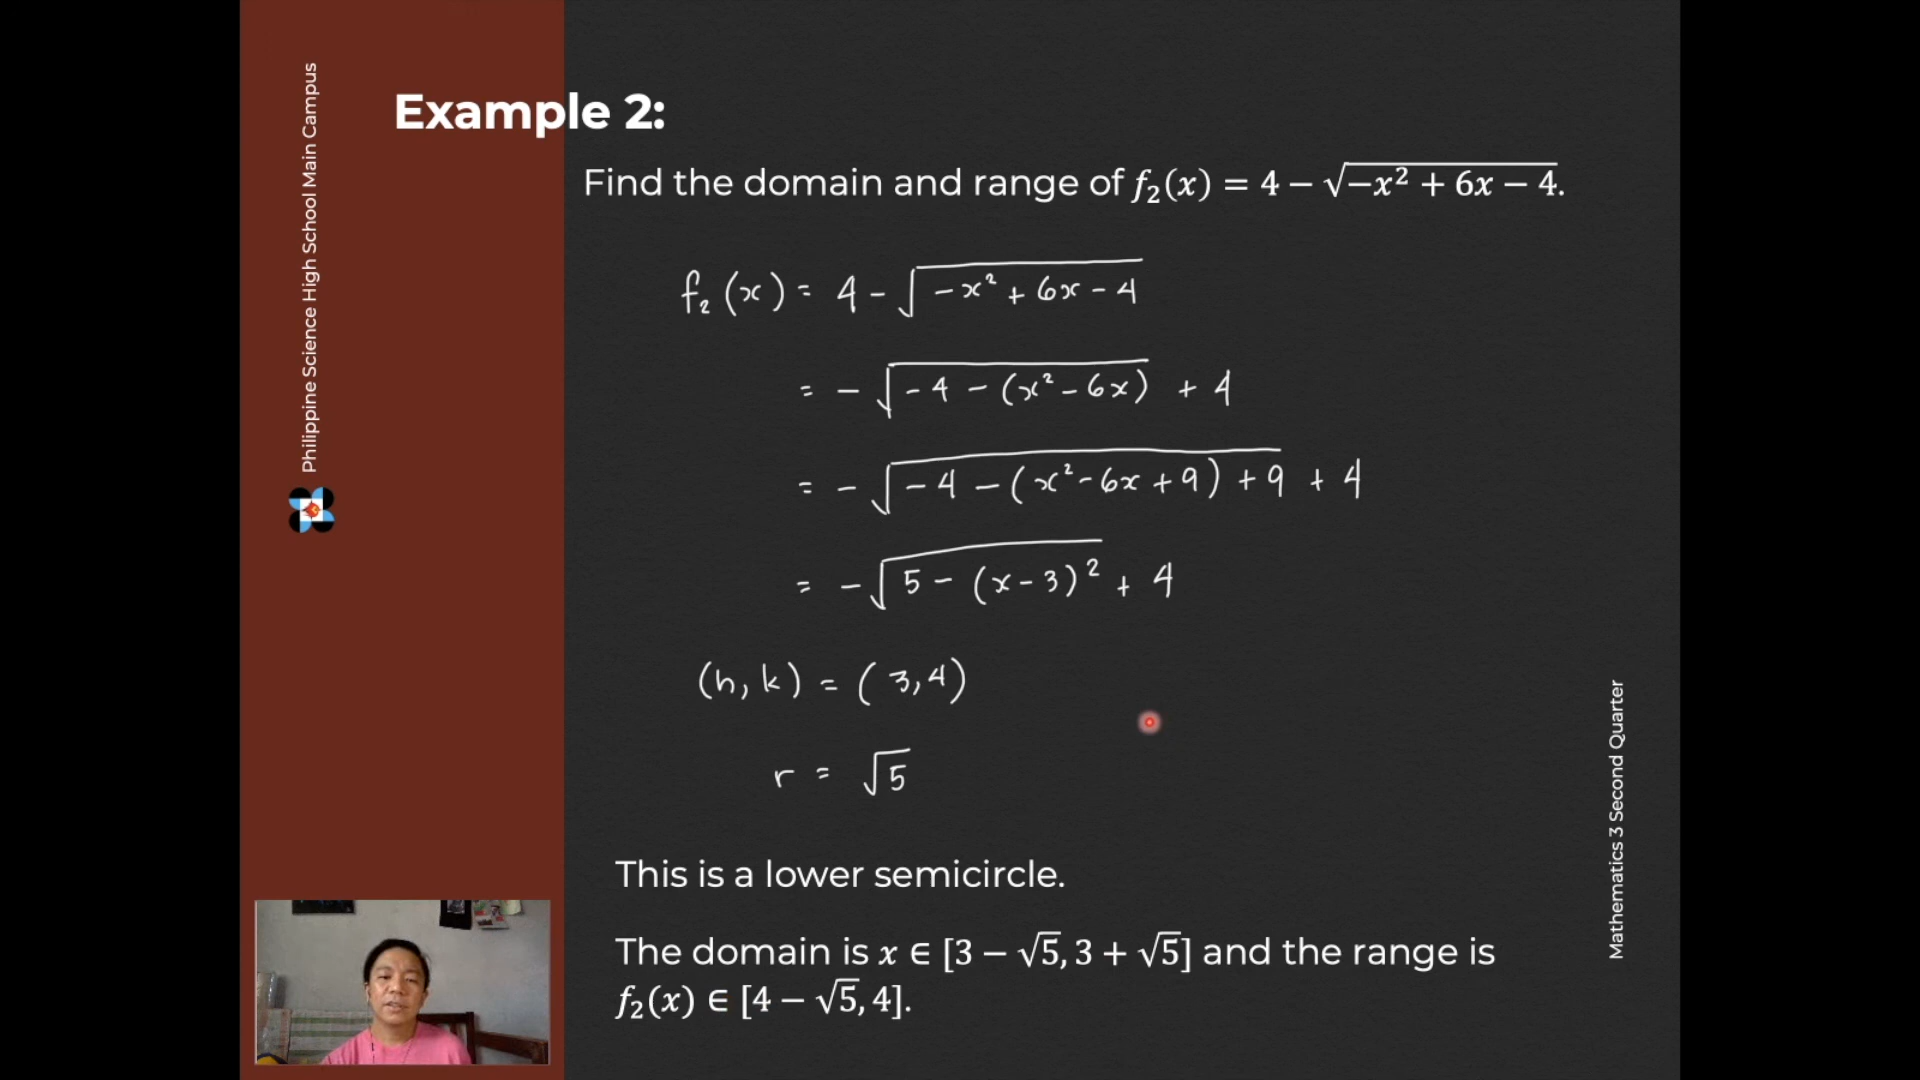 Philippine Science High School Main Campus
Example 2:
Find the domain and range of f₂(x) = 4 − √(−x² + 6x − 4).
f₂(x) = 4 - √(-x² + 6x - 4)
= - √(-4 - (x² - 6x)) + 4
= - √(-4 - (x² - 6x + 9) + 9) + 4
= - √(5 - (x - 3)²) + 4
(h, k) = (3, 4)
r = √5
This is a lower semicircle.
The domain is x ∈ [3 − √5, 3 + √5] and the range is
f₂(x) ∈ [4 − √5, 4].
Mathematics 3 Second Quarter